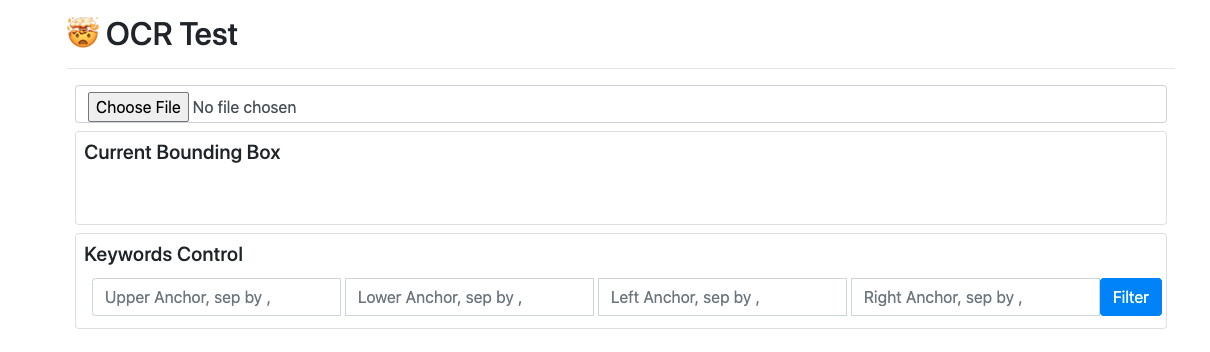 🤯 OCR Test
Choose File No file chosen
Current Bounding Box
Keywords Control
Upper Anchor, sep by , Lower Anchor, sep by , Left Anchor, sep by , Right Anchor, sep by , Filter